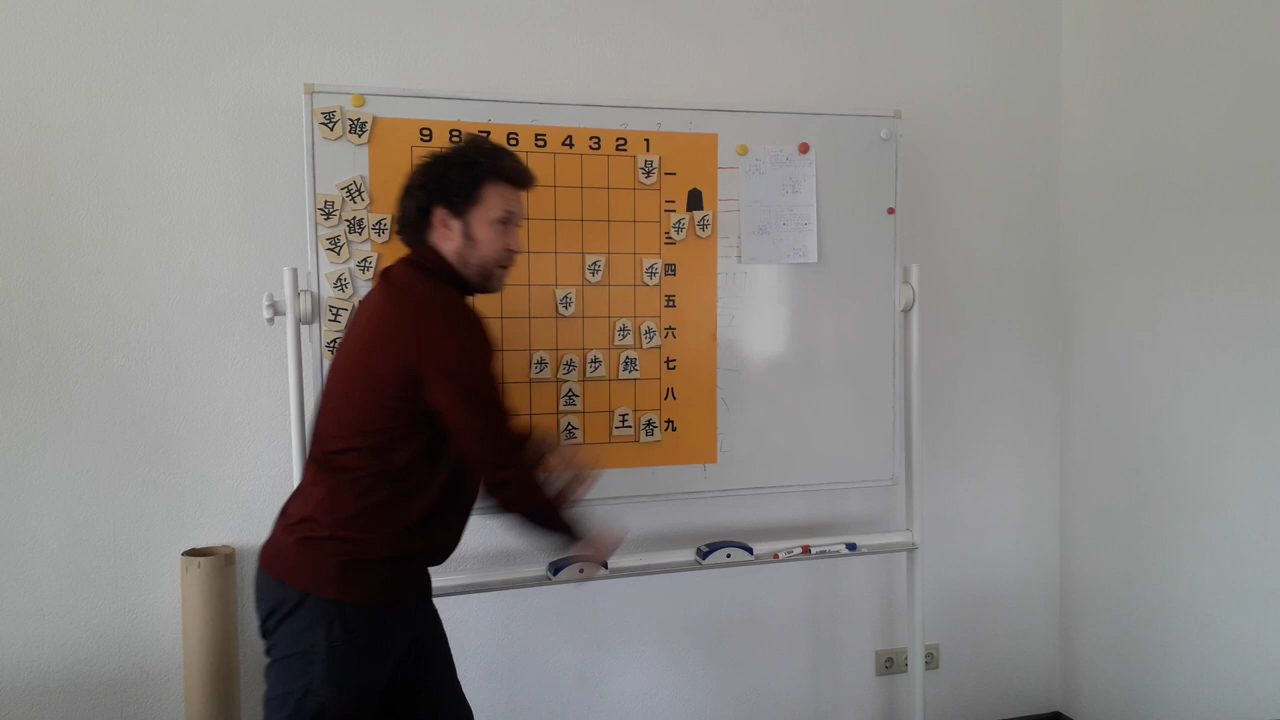 9 8 7 6 5 4 3 2 1
金 銀
香 一
桂
香 銀 歩
二
歩 歩
三
金
歩 歩 歩 四
歩
玉 歩 五
歩 歩 歩 六
歩 歩 歩 銀 七
金 八
金 王 香 九